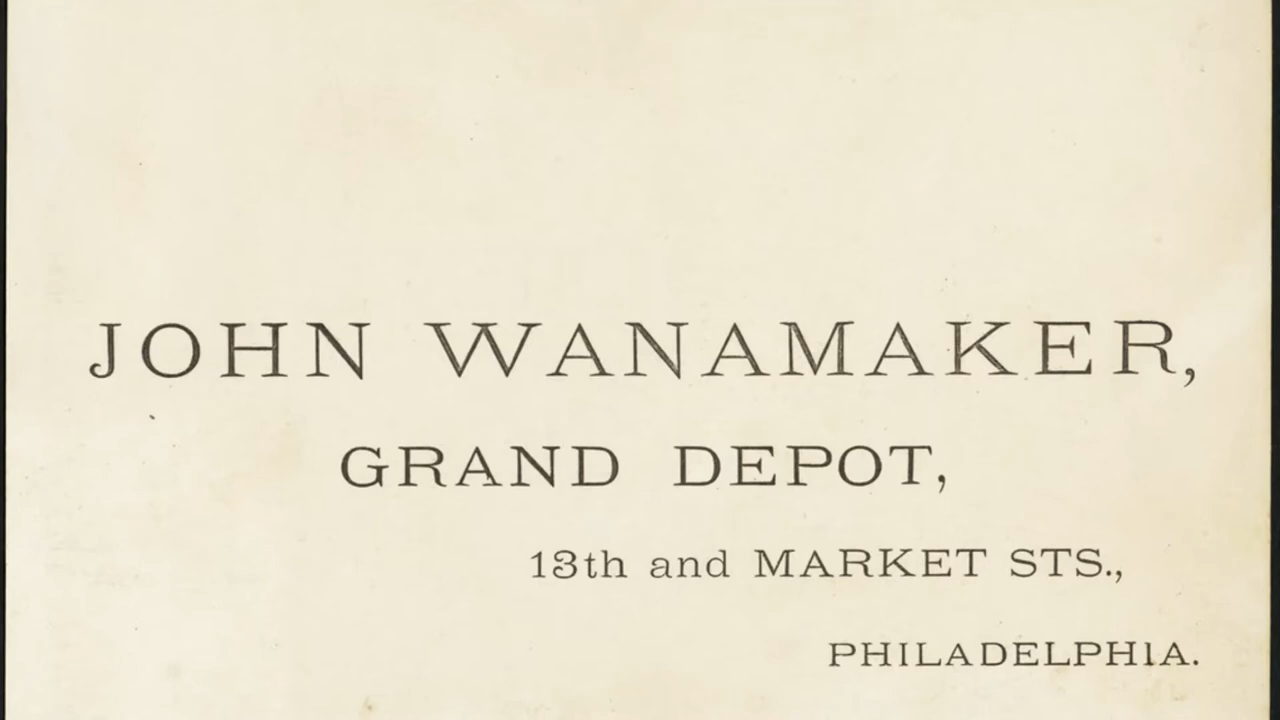 JOHN WANAMAKER,
GRAND DEPOT,
13th and MARKET STS.,
PHILADELPHIA.